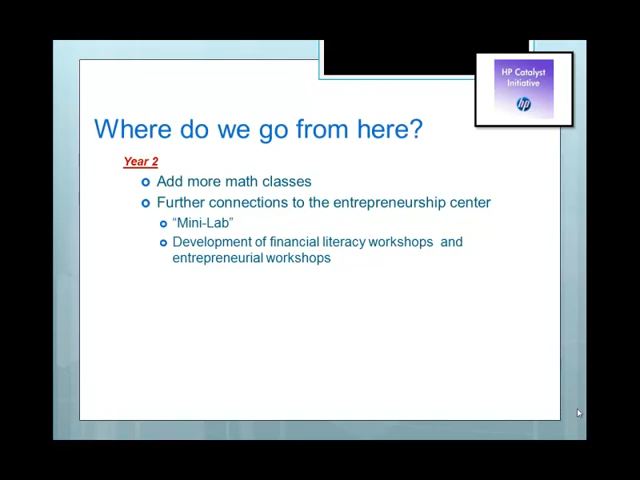 HP Catalyst
Initiative
hp
Where do we go from here?
Year 2
Add more math classes
Further connections to the entrepreneurship center
“Mini-Lab”
Development of financial literacy workshops and
entrepreneurial workshops